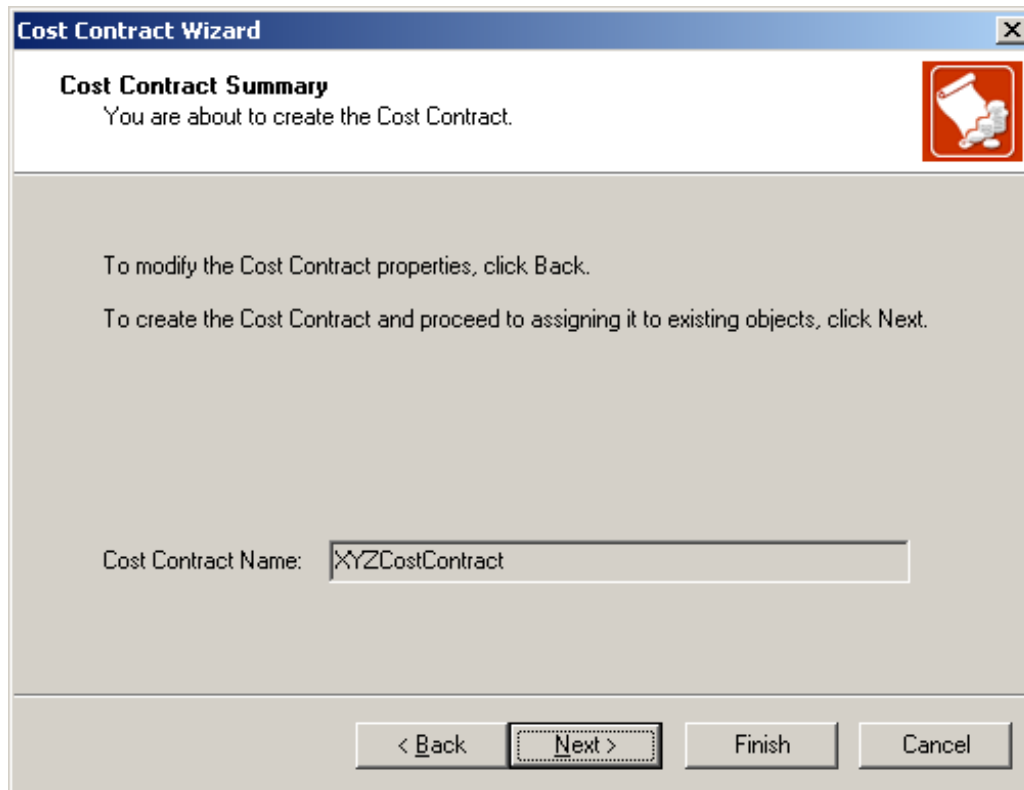 Cost Contract Wizard
Cost Contract Summary
You are about to create the Cost Contract.
To modify the Cost Contract properties, click Back.
To create the Cost Contract and proceed to assigning it to existing objects, click Next.
Cost Contract Name: XYZCostContract
< Back Next > Finish Cancel